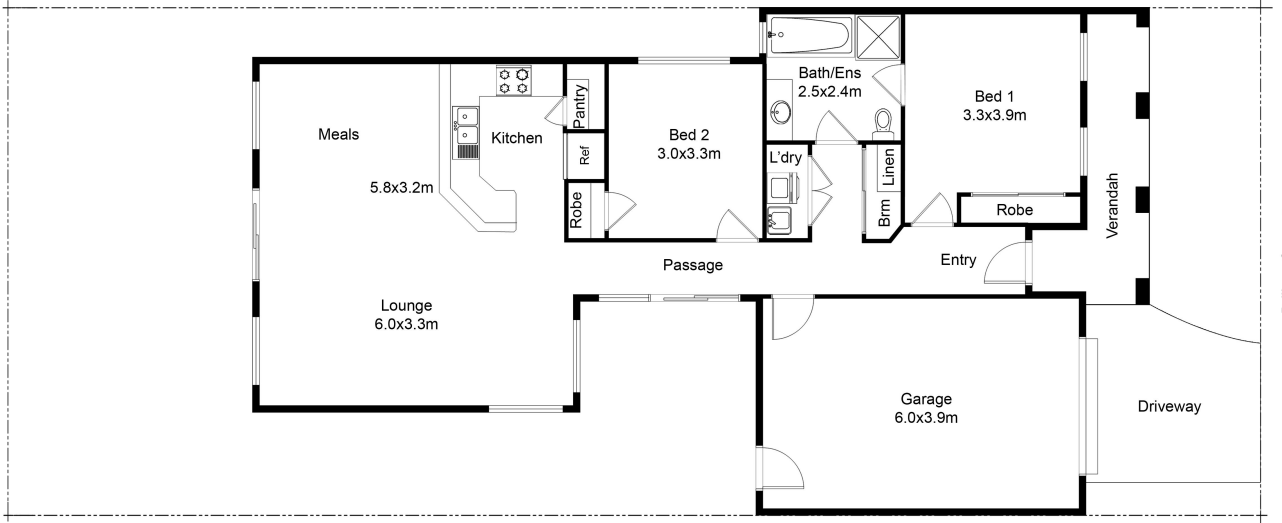 Bath/Ens
2.5x2.4m
Bed 1
3.3x3.9m
Pantry
Meals
Kitchen
Bed 2
3.0x3.3m
Ref
L'dry
Linen
5.8x3.2m
Robe
Brm
Robe
Verandah
Passage
Entry
Lounge
6.0x3.3m
Garage
6.0x3.9m
Driveway